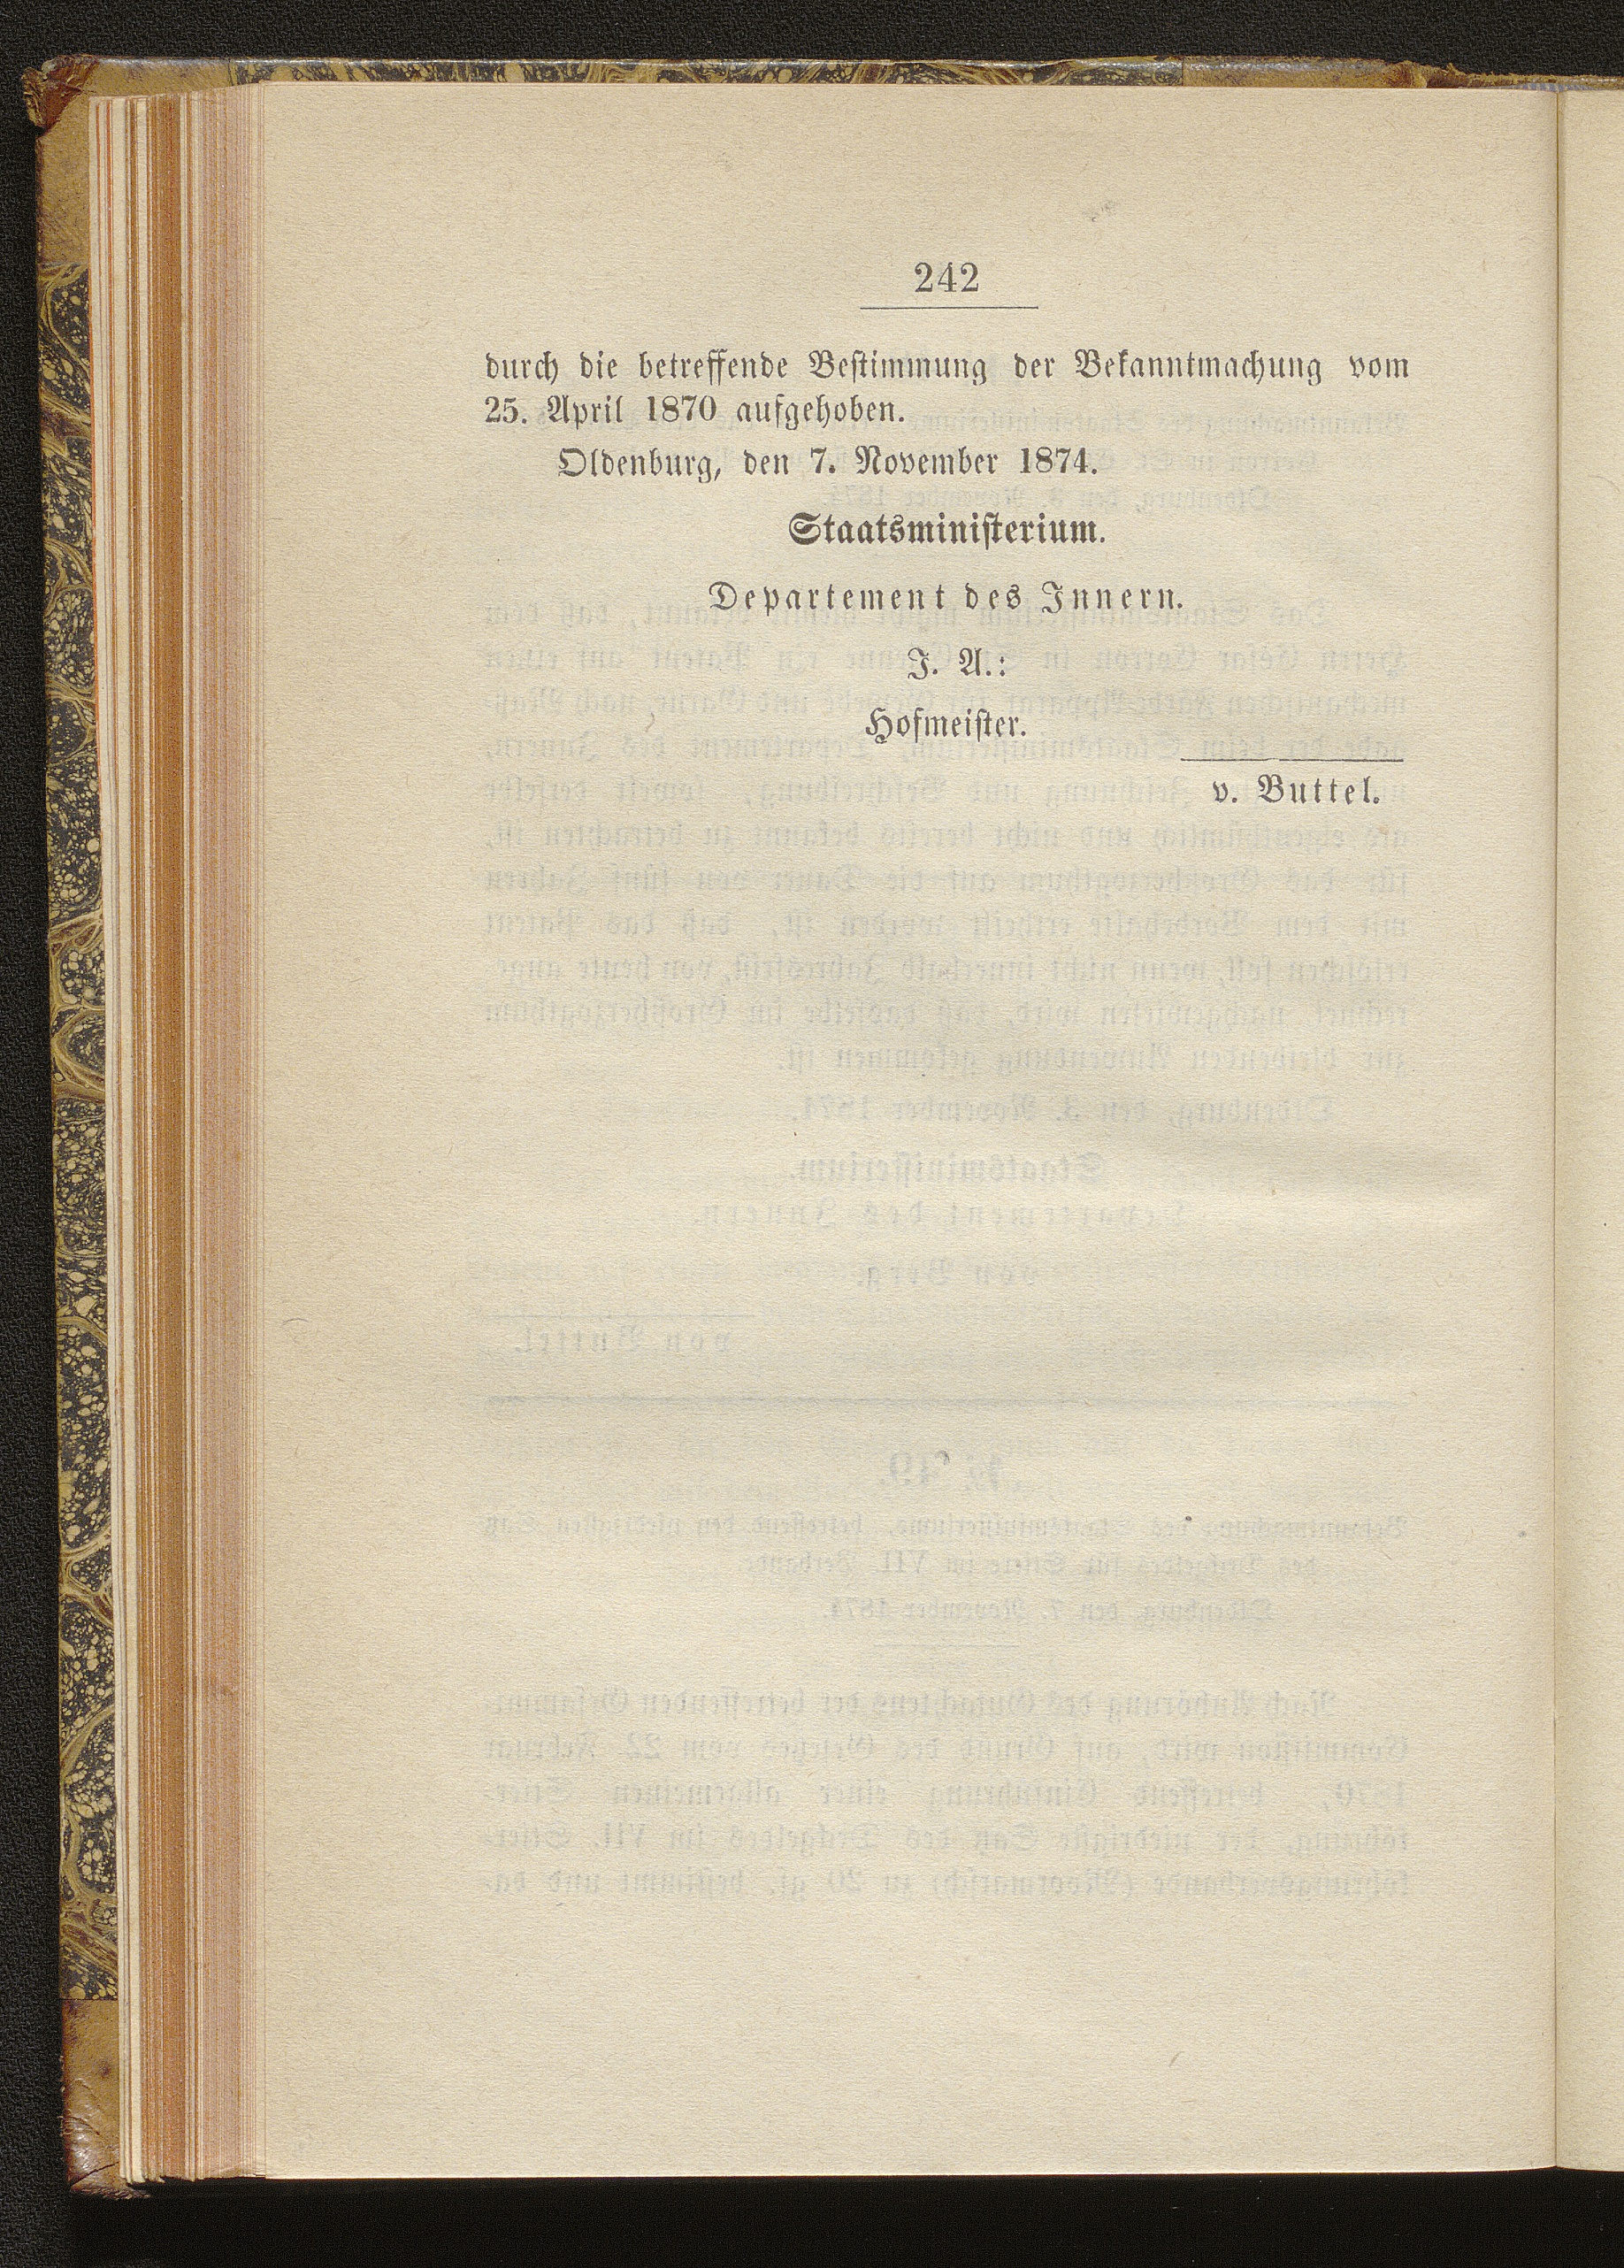 242
durch die betreffende Bestimmung der Bekanntmachung vom
25. April 1870 aufgehoben.
Oldenburg, den 7. November 1874.
Staatsministerium.
Departement des Innern.
J. A.:
Hofmeister.
v. Buttel.